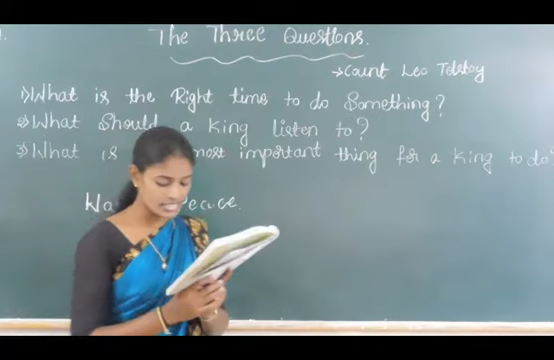 The Three Questions.
→Count Leo Tolstoy
1)What is the Right time to do Something?
2)What Should a King listen to?
3)What is most important thing for a King to do?